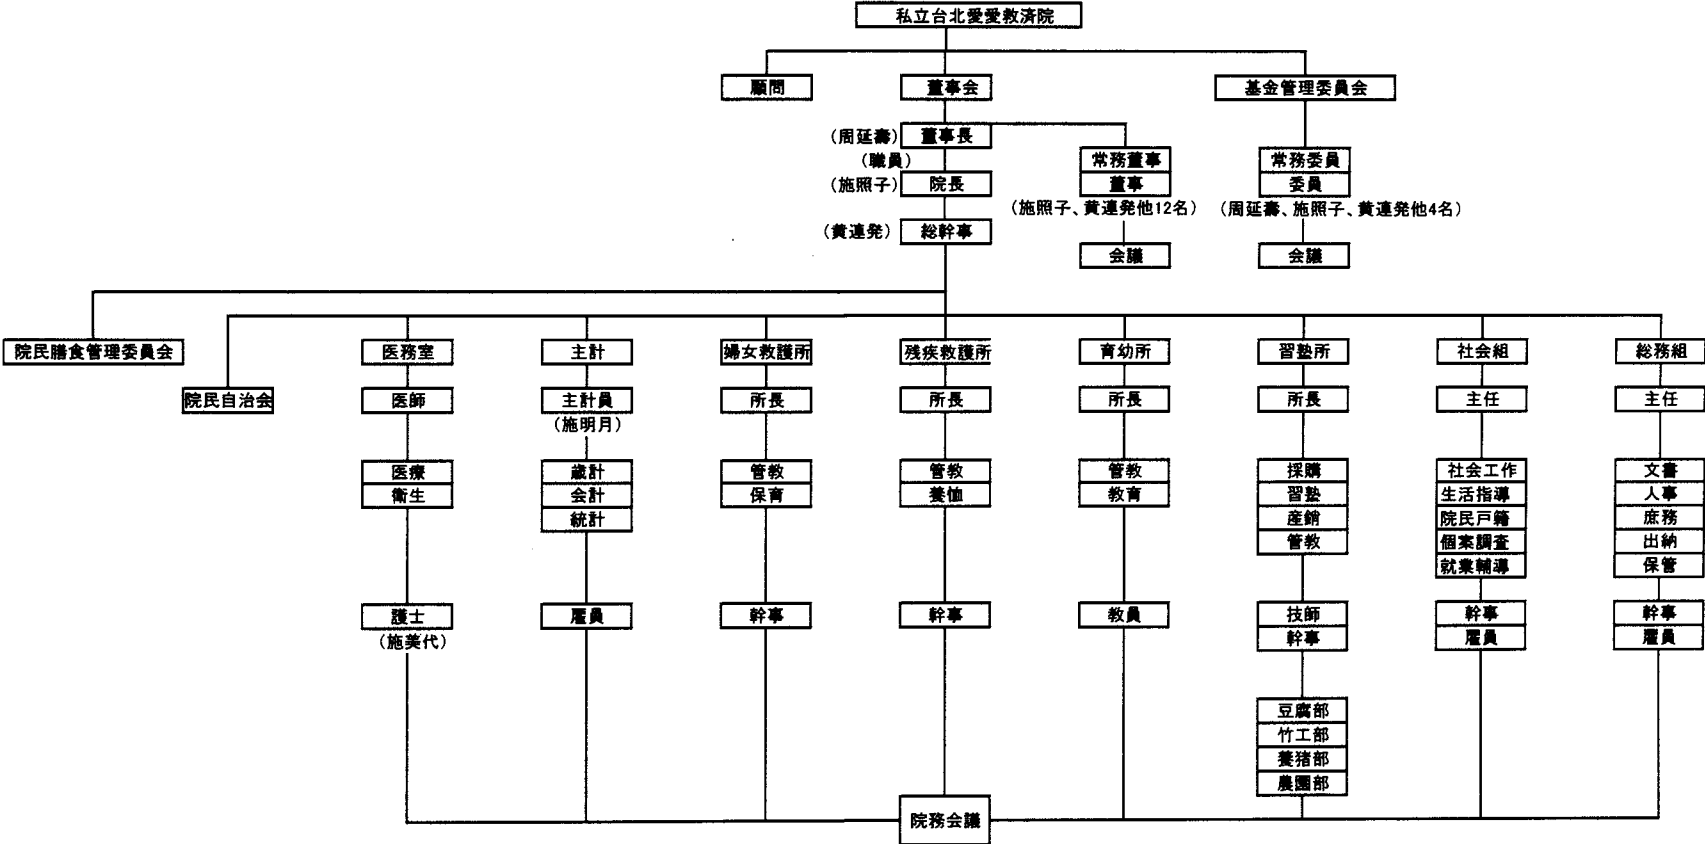 私立台北愛愛救済院
顧問
董事会
基金管理委員会
(周延壽)
董事長
(職員)
(施照子)
院長
常務董事
董事
(施照子、黄連発他12名)
常務委員
委員
(周延壽、施照子、黄連発他4名)
(黄連発)
総幹事
会議
会議
院民膳食管理委員会
院民自治会
医務室
主計
婦女救護所
残疾救護所
育幼所
習塾所
社会組
総務組
医師
主計員
(施明月)
所長
所長
所長
所長
主任
主任
医療
衛生
歳計
会計
統計
管教
保育
管教
養恤
管教
教育
採購
習塾
産銷
管教
社会工作
生活指導
院民戸籍
個案調査
就業輔導
文書
人事
庶務
出納
保管
護士
(施美代)
雇員
幹事
幹事
教員
技師
幹事
幹事
雇員
幹事
雇員
豆腐部
竹工部
養猪部
農園部
院務会議